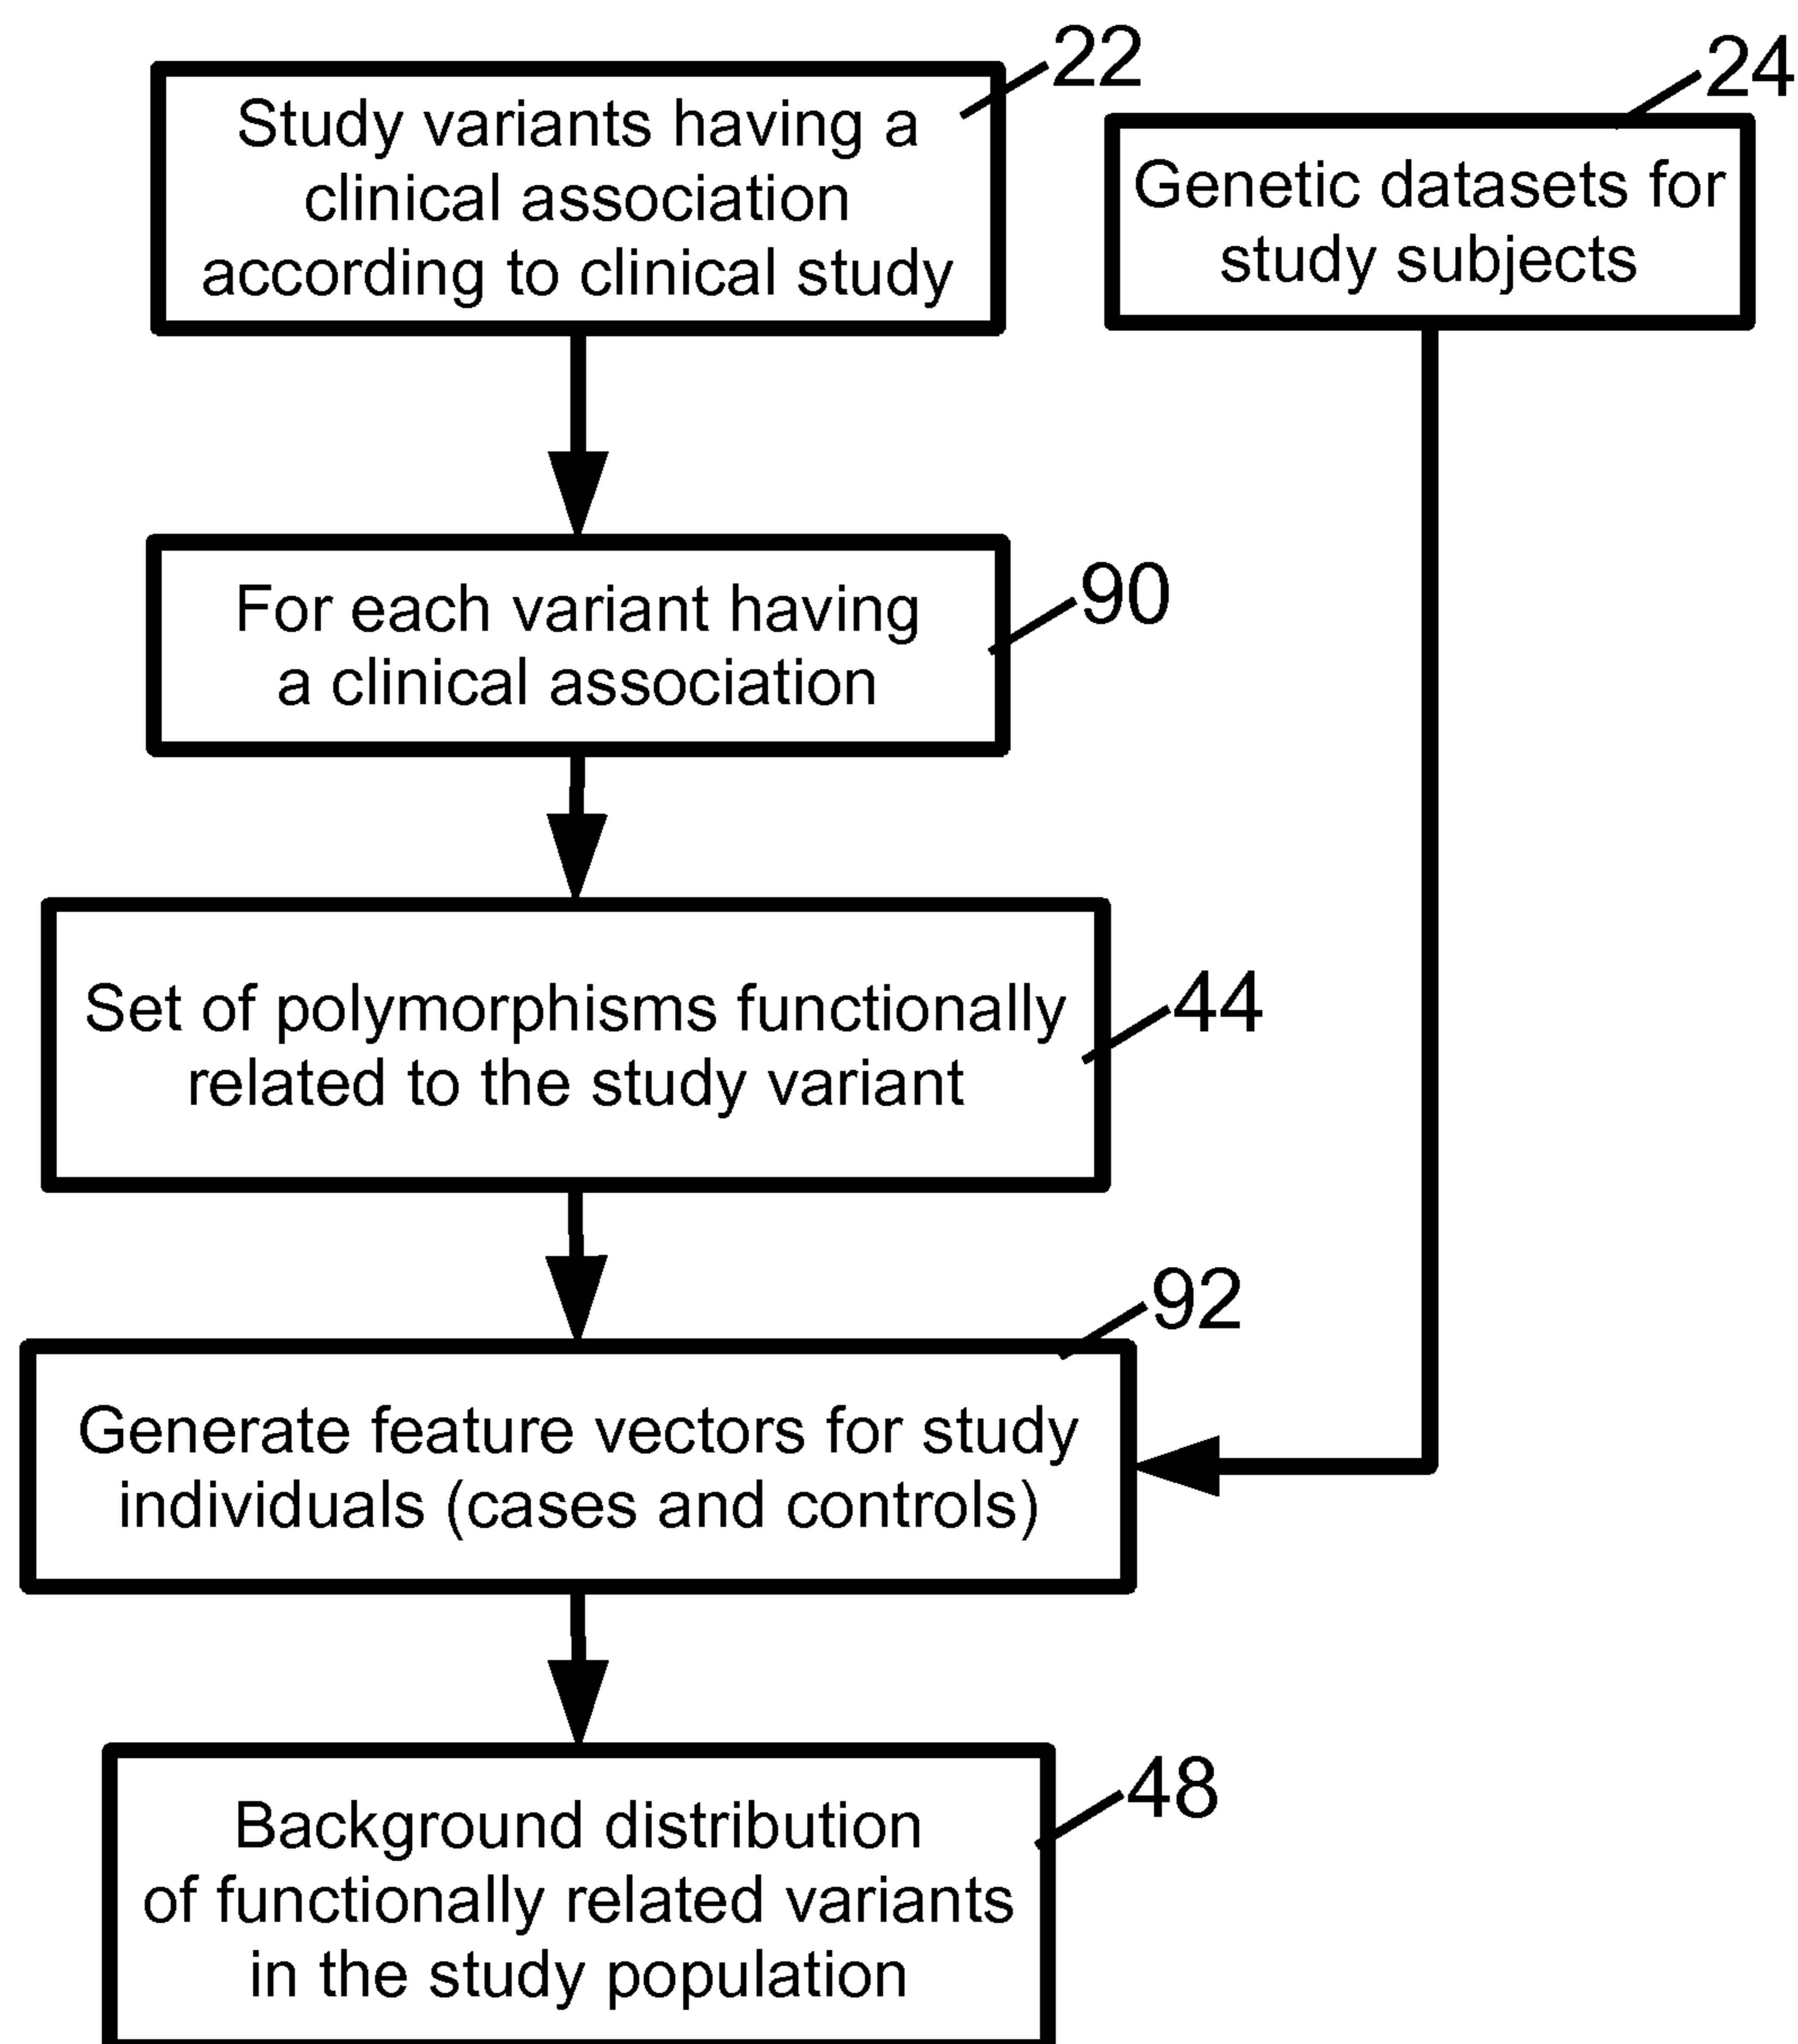 22
Study variants having a
clinical association
according to clinical study
24
Genetic datasets for
study subjects
90
For each variant having
a clinical association
44
Set of polymorphisms functionally
related to the study variant
92
Generate feature vectors for study
individuals (cases and controls)
48
Background distribution
of functionally related variants
in the study population